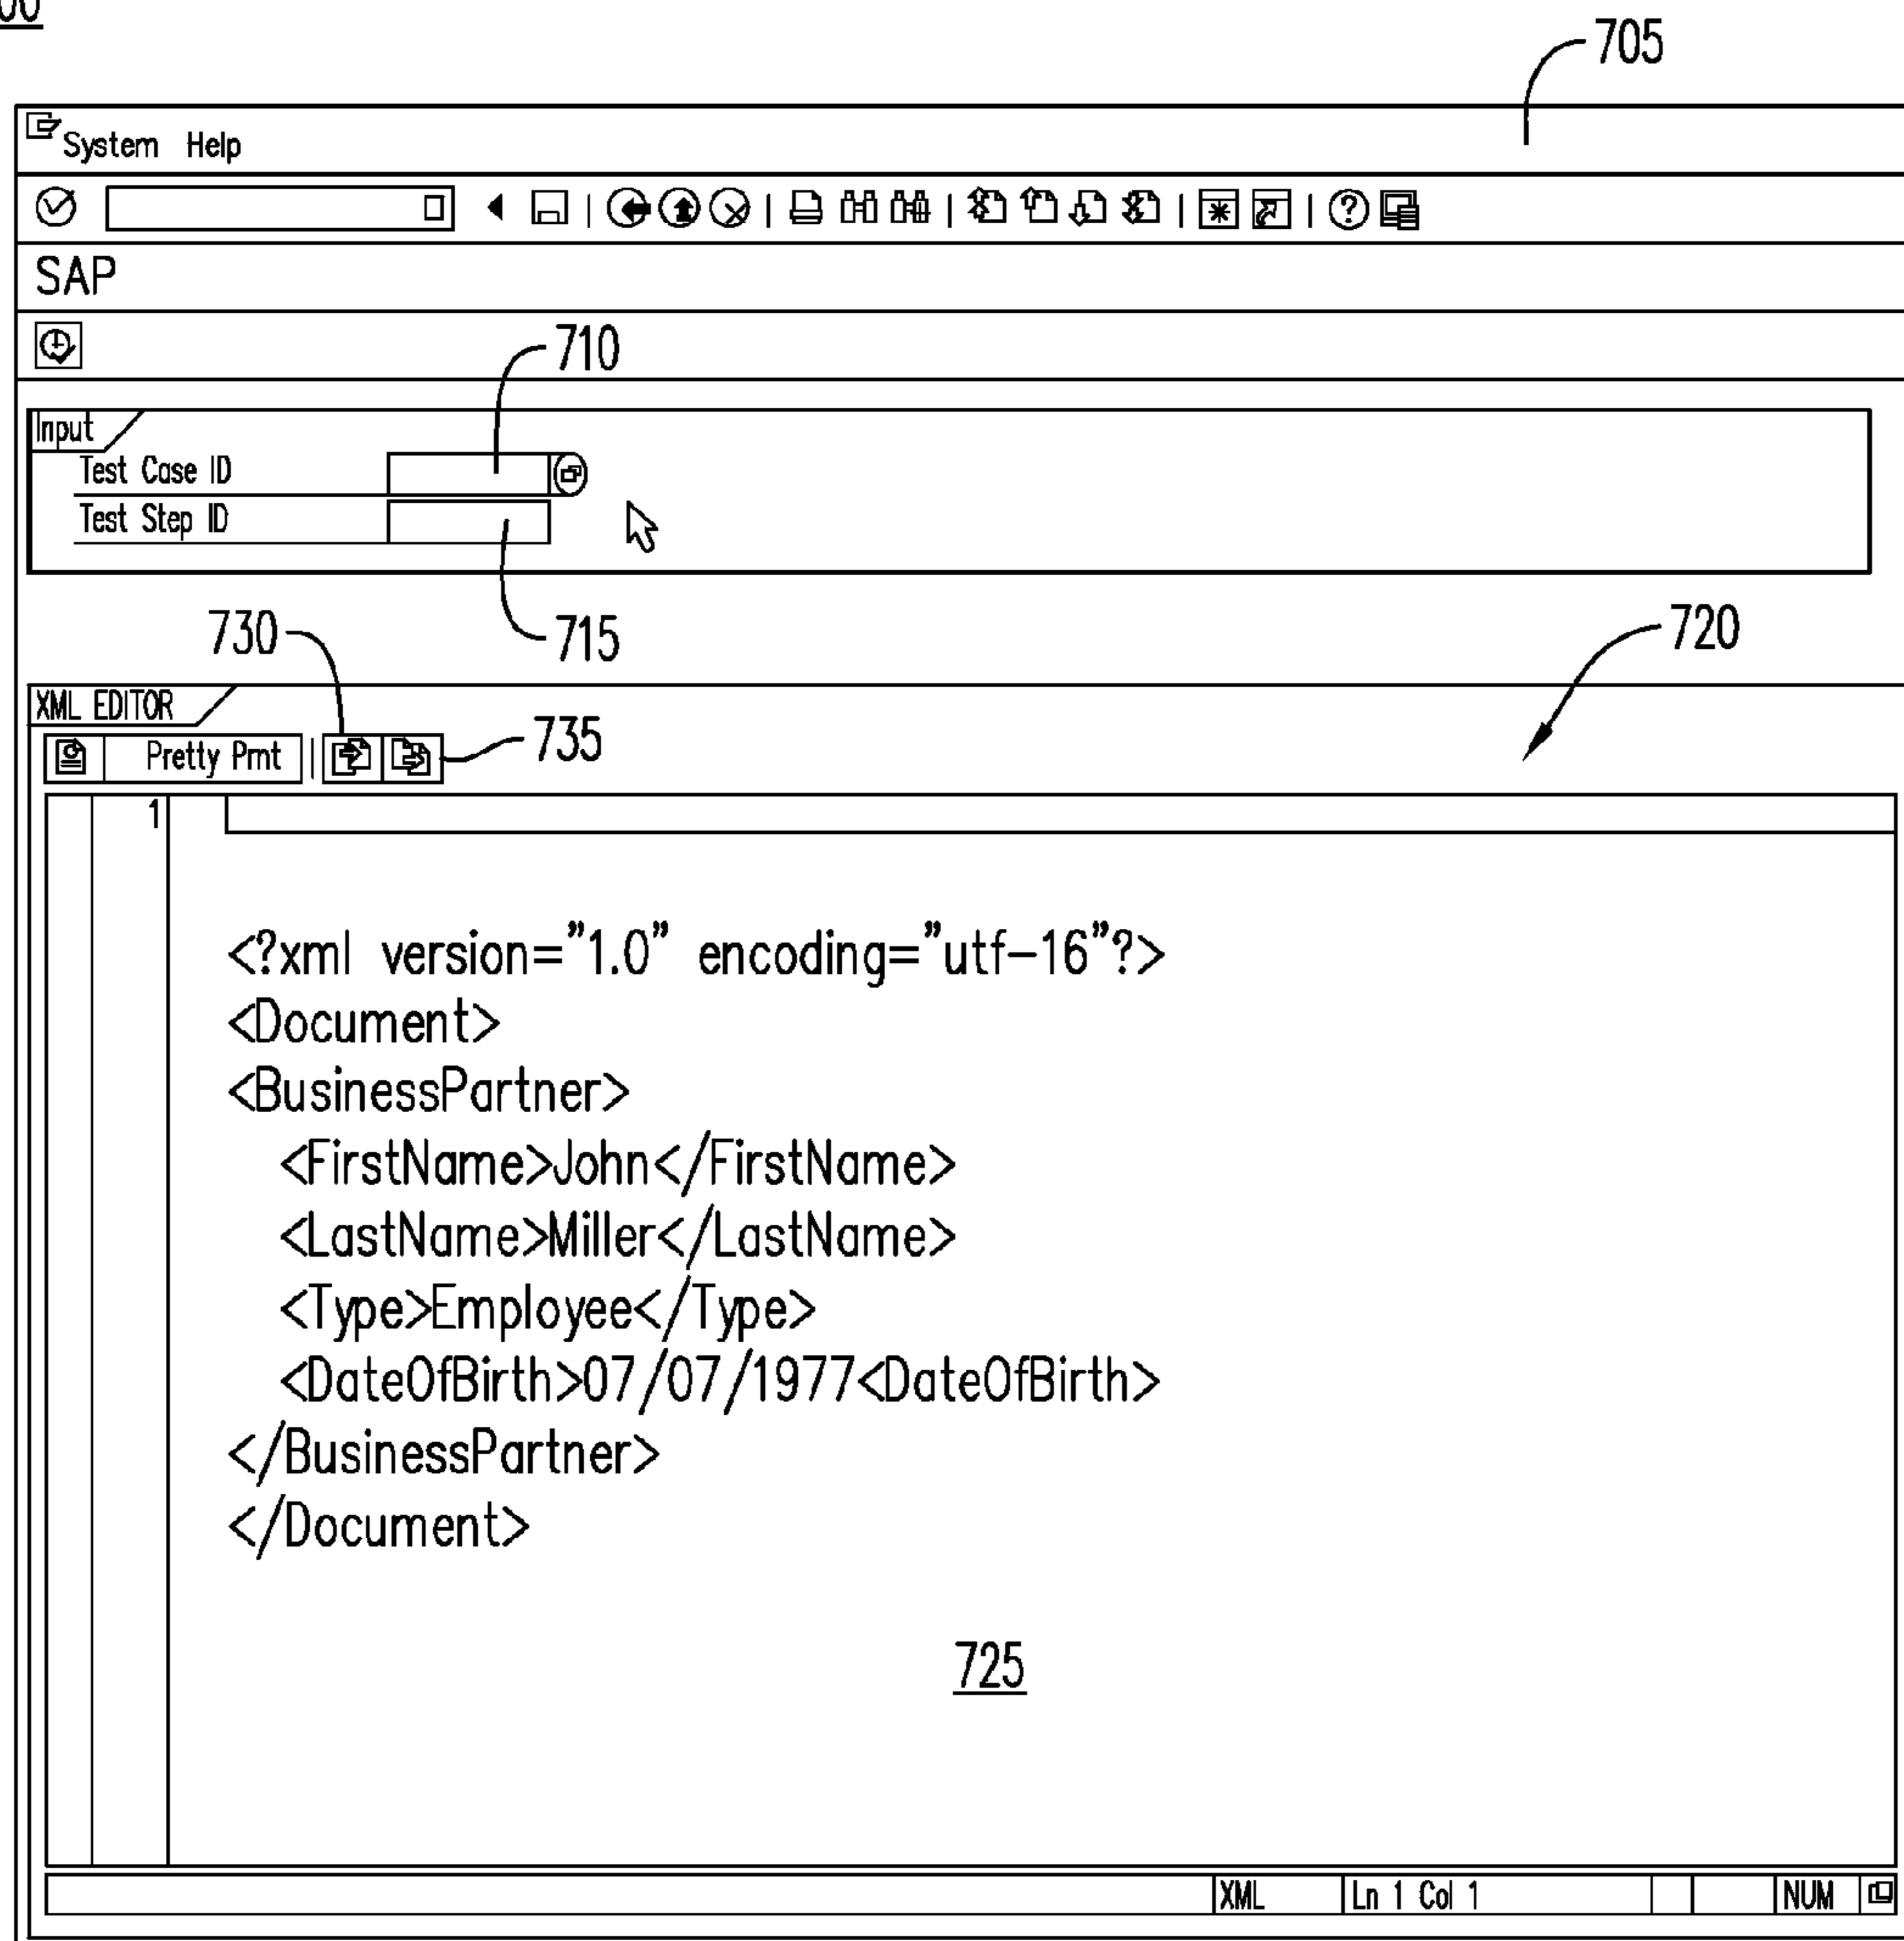 00
705
System Help
SAP
710
Input
Test Case ID
Test Step ID
715
730
720
XML EDITOR
Pretty Pmt
735
1
<?xml version="1.0" encoding="utf-16"?>
<Document>
<BusinessPartner>
<FirstName>John</FirstName>
<LastName>Miller</LastName>
<Type>Employee</Type>
<DateOfBirth>07/07/1977<DateOfBirth>
</BusinessPartner>
</Document>
725
XML Ln 1 Col 1 NUM